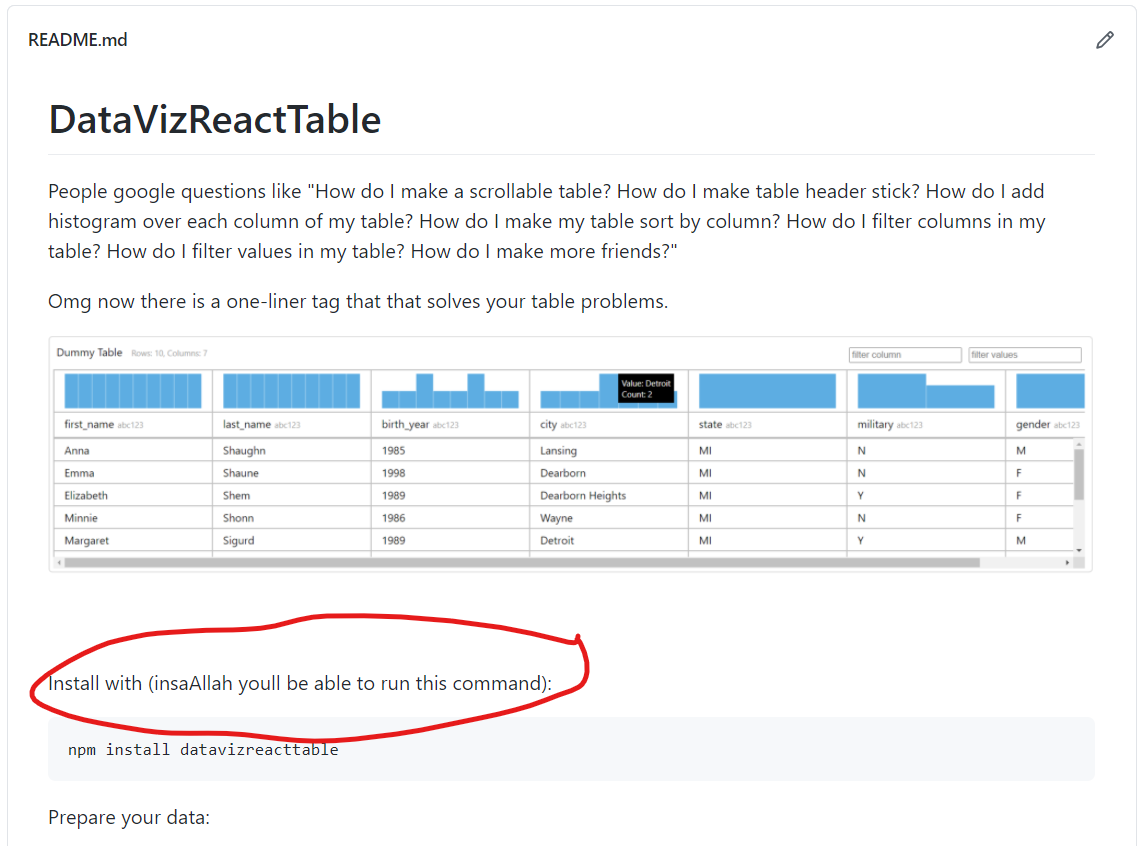 README.md
DataVizReactTable
People google questions like "How do I make a scrollable table? How do I make table header stick? How do I add
histogram over each column of my table? How do I make my table sort by column? How do I filter columns in my
table? How do I filter values in my table? How do I make more friends?"
Omg now there is a one-liner tag that that solves your table problems.
Dummy Table Rows: 10, Columns: 7 filter column filter values
Value: Detroit
Count: 2
first_name abc123 last_name abc123 birth_year abc123 city abc123 state abc123 military abc123 gender abc123
Anna Shaughn 1985 Lansing MI N M
Emma Shaune 1998 Dearborn MI N F
Elizabeth Shem 1989 Dearborn Heights MI Y F
Minnie Shonn 1986 Wayne MI N F
Margaret Sigurd 1989 Detroit MI Y M
Install with (insaAllah youll be able to run this command):
npm install datavizreacttable
Prepare your data: